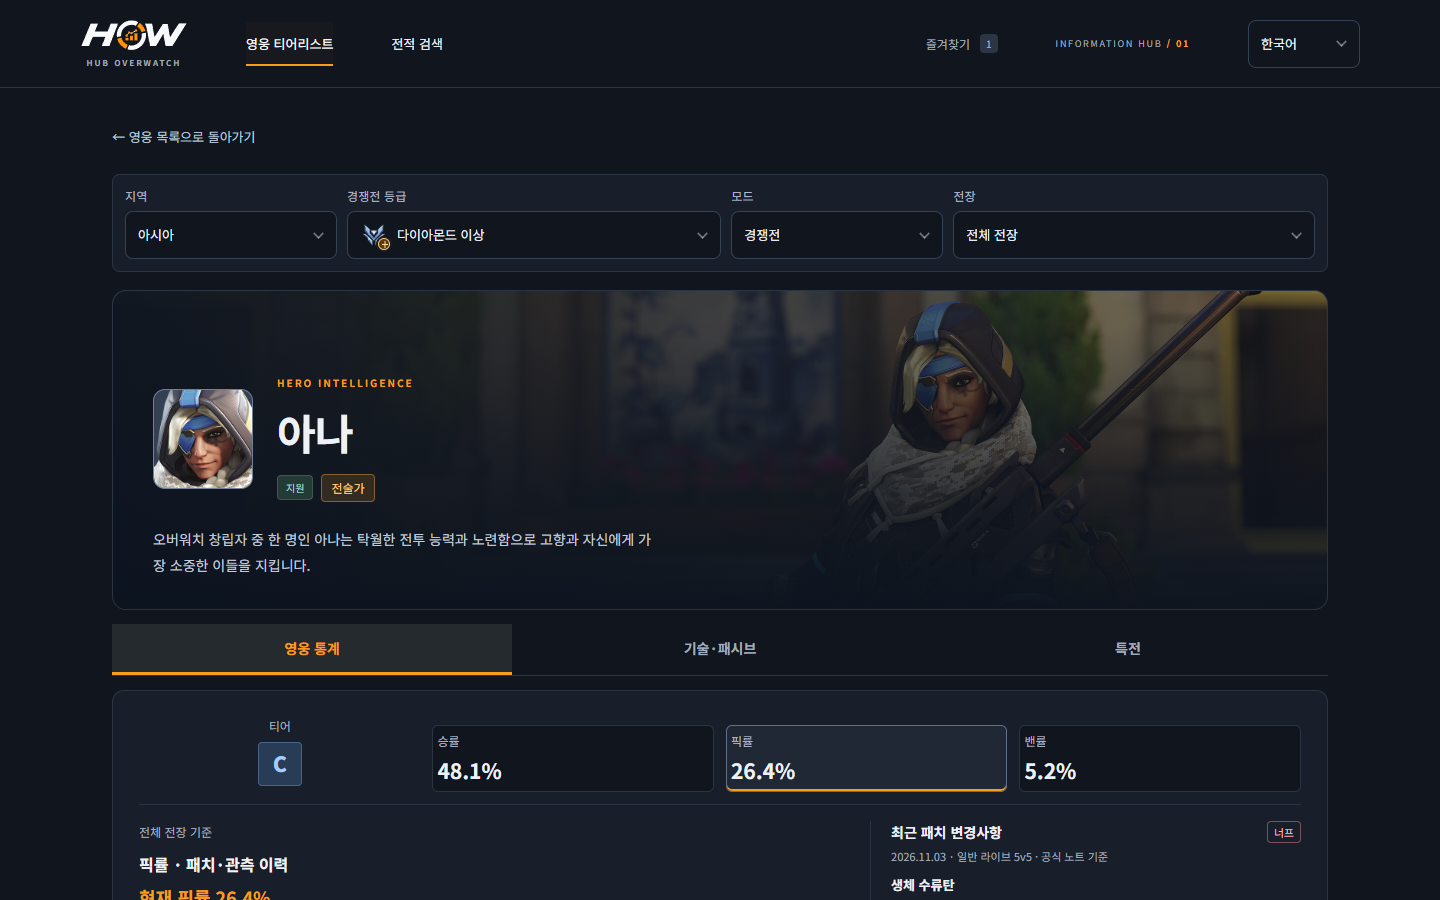 HOW
HUB OVERWATCH
영웅 티어리스트
전적 검색
즐겨찾기 1
INFORMATION HUB / 01
한국어
← 영웅 목록으로 돌아가기
지역
경쟁전 등급
모드
전장
아시아
다이아몬드 이상
경쟁전
전체 전장
HERO INTELLIGENCE
아나
지원
전술가
오버워치 창립자 중 한 명인 아나는 탁월한 전투 능력과 노련함으로 고향과 자신에게 가
장 소중한 이들을 지킵니다.
영웅 통계
기술·패시브
특전
티어
C
승률
48.1%
픽률
26.4%
밴률
5.2%
전체 전장 기준
픽률 · 패치·관측 이력
현재 픽률 26.4%
최근 패치 변경사항
너프
2026.11.03 · 일반 라이브 5v5 · 공식 노트 기준
생체 수류탄